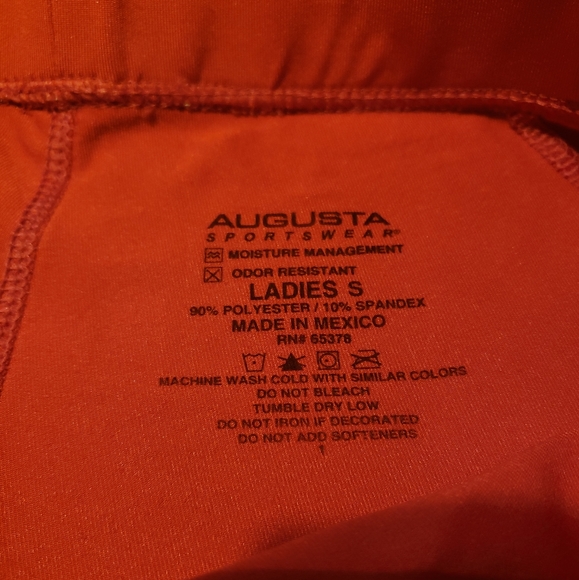 AUGUSTA
SPORTSWEAR®
MOISTURE MANAGEMENT
ODOR RESISTANT
LADIES S
90% POLYESTER / 10% SPANDEX
MADE IN MEXICO
RN# 65378
MACHINE WASH COLD WITH SIMILAR COLORS
DO NOT BLEACH
TUMBLE DRY LOW
DO NOT IRON IF DECORATED
DO NOT ADD SOFTENERS
1